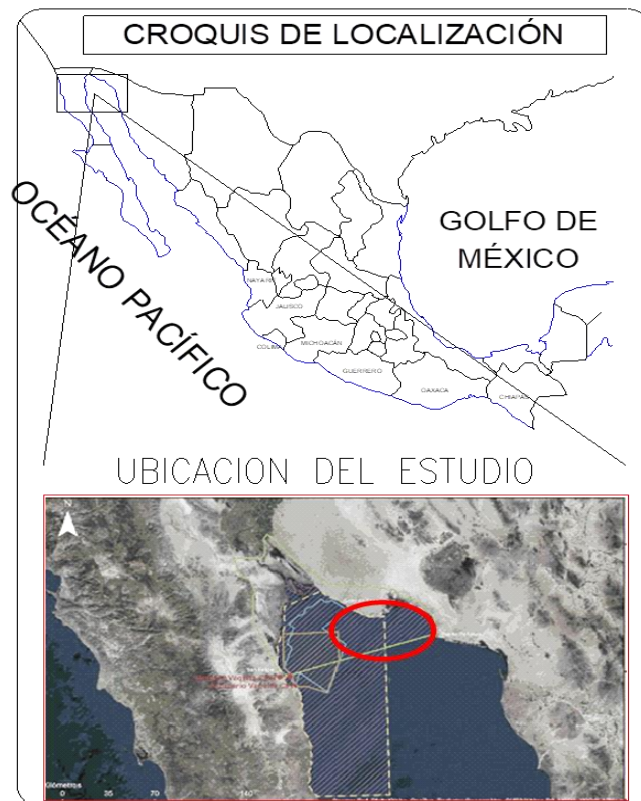 CROQUIS DE LOCALIZACIÓN
OCÉANO PACÍFICO
GOLFO DE
MÉXICO
NAYARIT
JALISCO
COLIMA
MICHOACÁN
GUERRERO
OAXACA
CHIAPAS
UBICACION DEL ESTUDIO
N
0 35 70 140